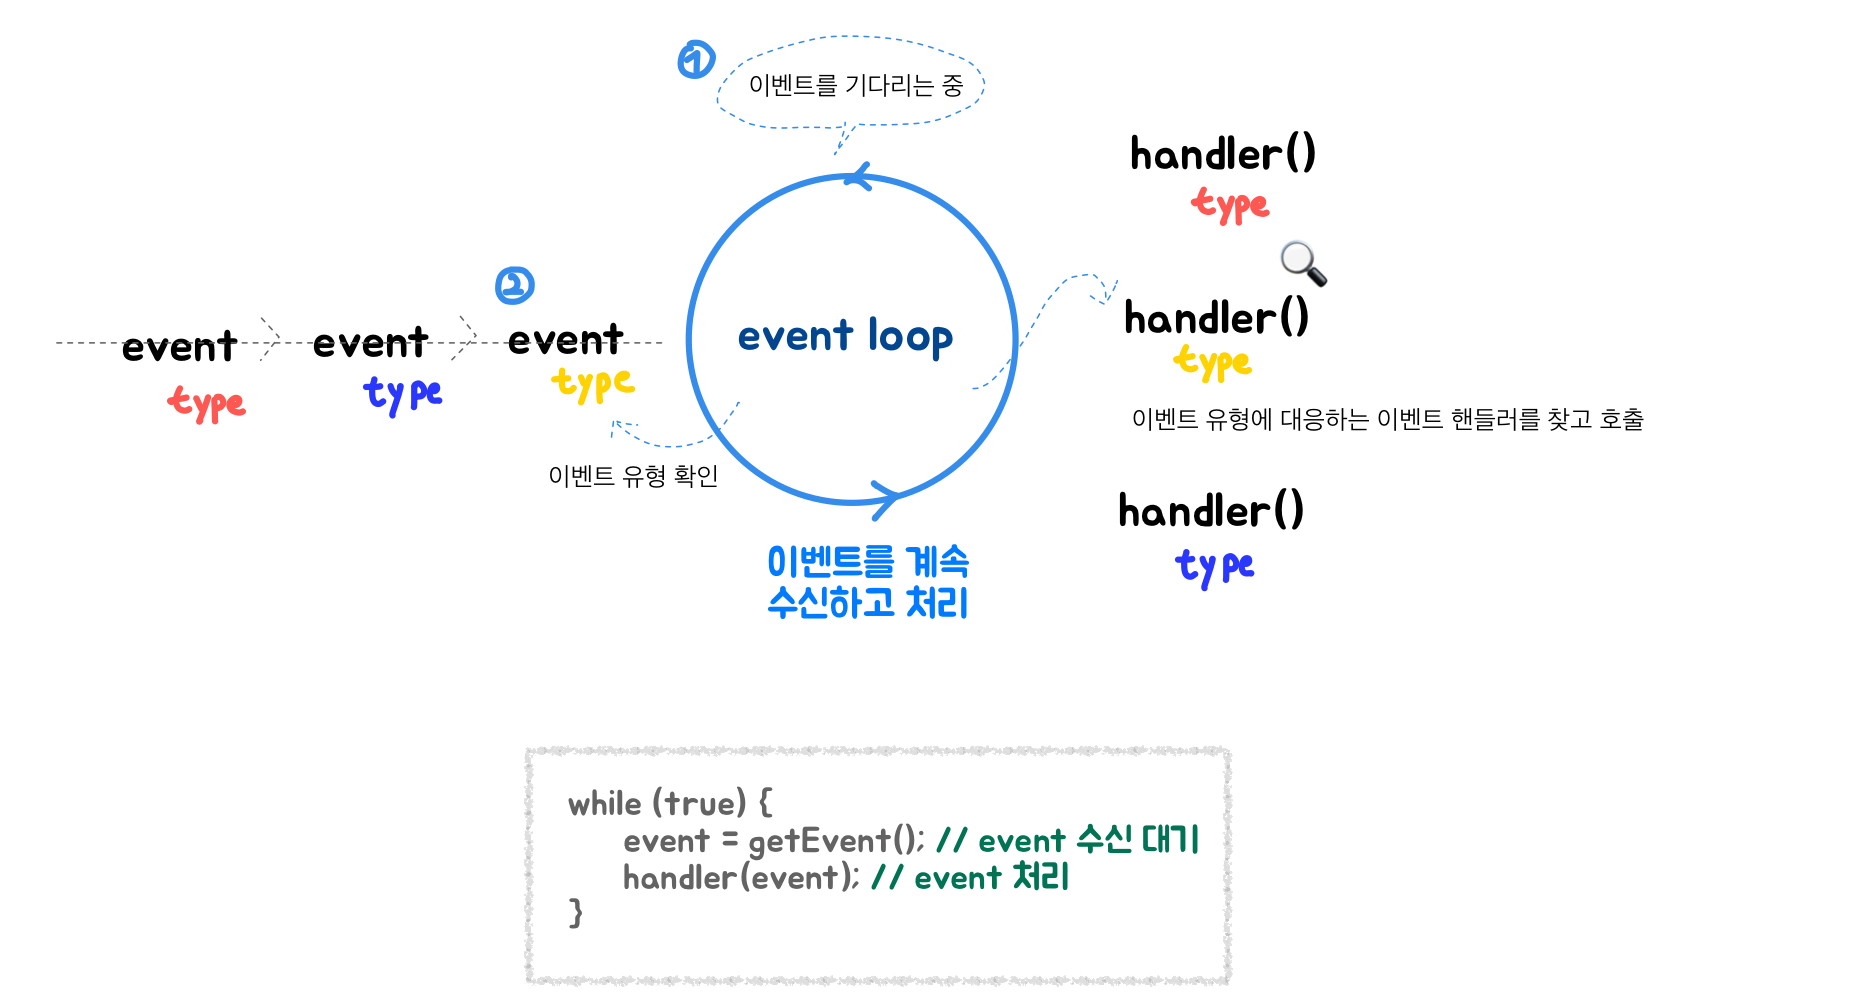 ①
이벤트를 기다리는 중
②
event
type
event
type
event
type
이벤트 유형 확인
event loop
이벤트를 계속
수신하고 처리
handler()
type
handler()
type
이벤트 유형에 대응하는 이벤트 핸들러를 찾고 호출
handler()
type
while (true) {
event = getEvent(); // event 수신 대기
handler(event); // event 처리
}